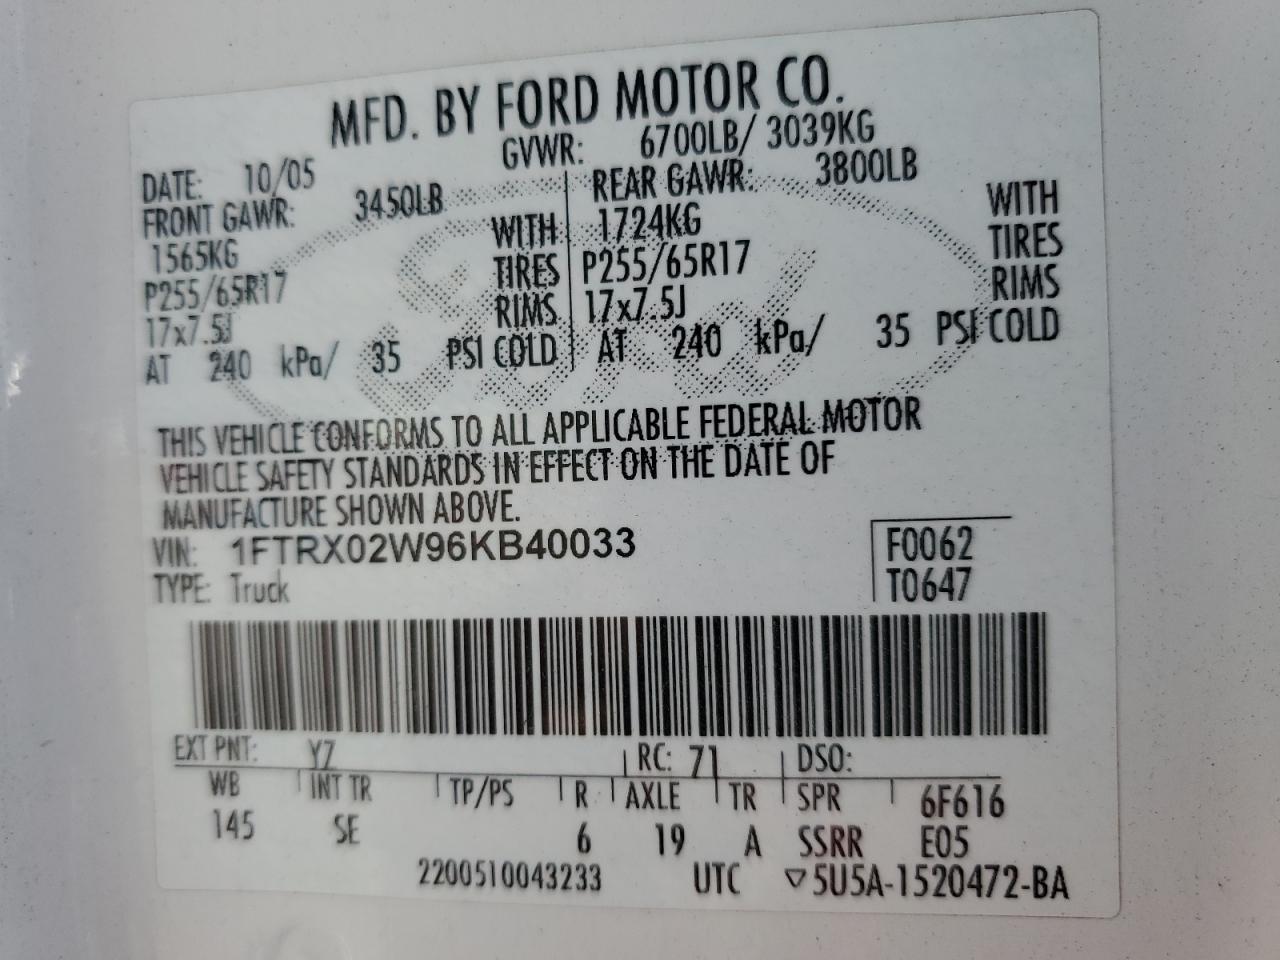 MFD. BY FORD MOTOR CO.
DATE: 10/05 GVWR: 6700LB/ 3039KG
FRONT GAWR: 3450LB REAR GAWR: 3800LB
1565KG WITH 1724KG WITH
P255/65R17 TIRES P255/65R17 TIRES
17x7.5J RIMS 17x7.5J RIMS
AT 240 kPa/ 35 PSI COLD AT 240 kPa/ 35 PSI COLD
THIS VEHICLE CONFORMS TO ALL APPLICABLE FEDERAL MOTOR
VEHICLE SAFETY STANDARDS IN EFFECT ON THE DATE OF
MANUFACTURE SHOWN ABOVE.
VIN: 1FTRX02W96KB40033 F0062
TYPE: Truck T0647
EXT PNT: YZ RC: 71 DSO:
WB INT TR TP/PS R AXLE TR SPR 6F616
145 SE 6 19 A SSRR E05
2200510043233 UTC ▽5U5A-1520472-BA
Ford